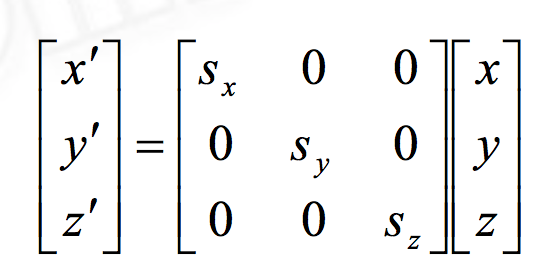 [x′] = [s_x 0 0] [x]
[y′] = [0 s_y 0] [y]
[z′] = [0 0 s_z] [z]